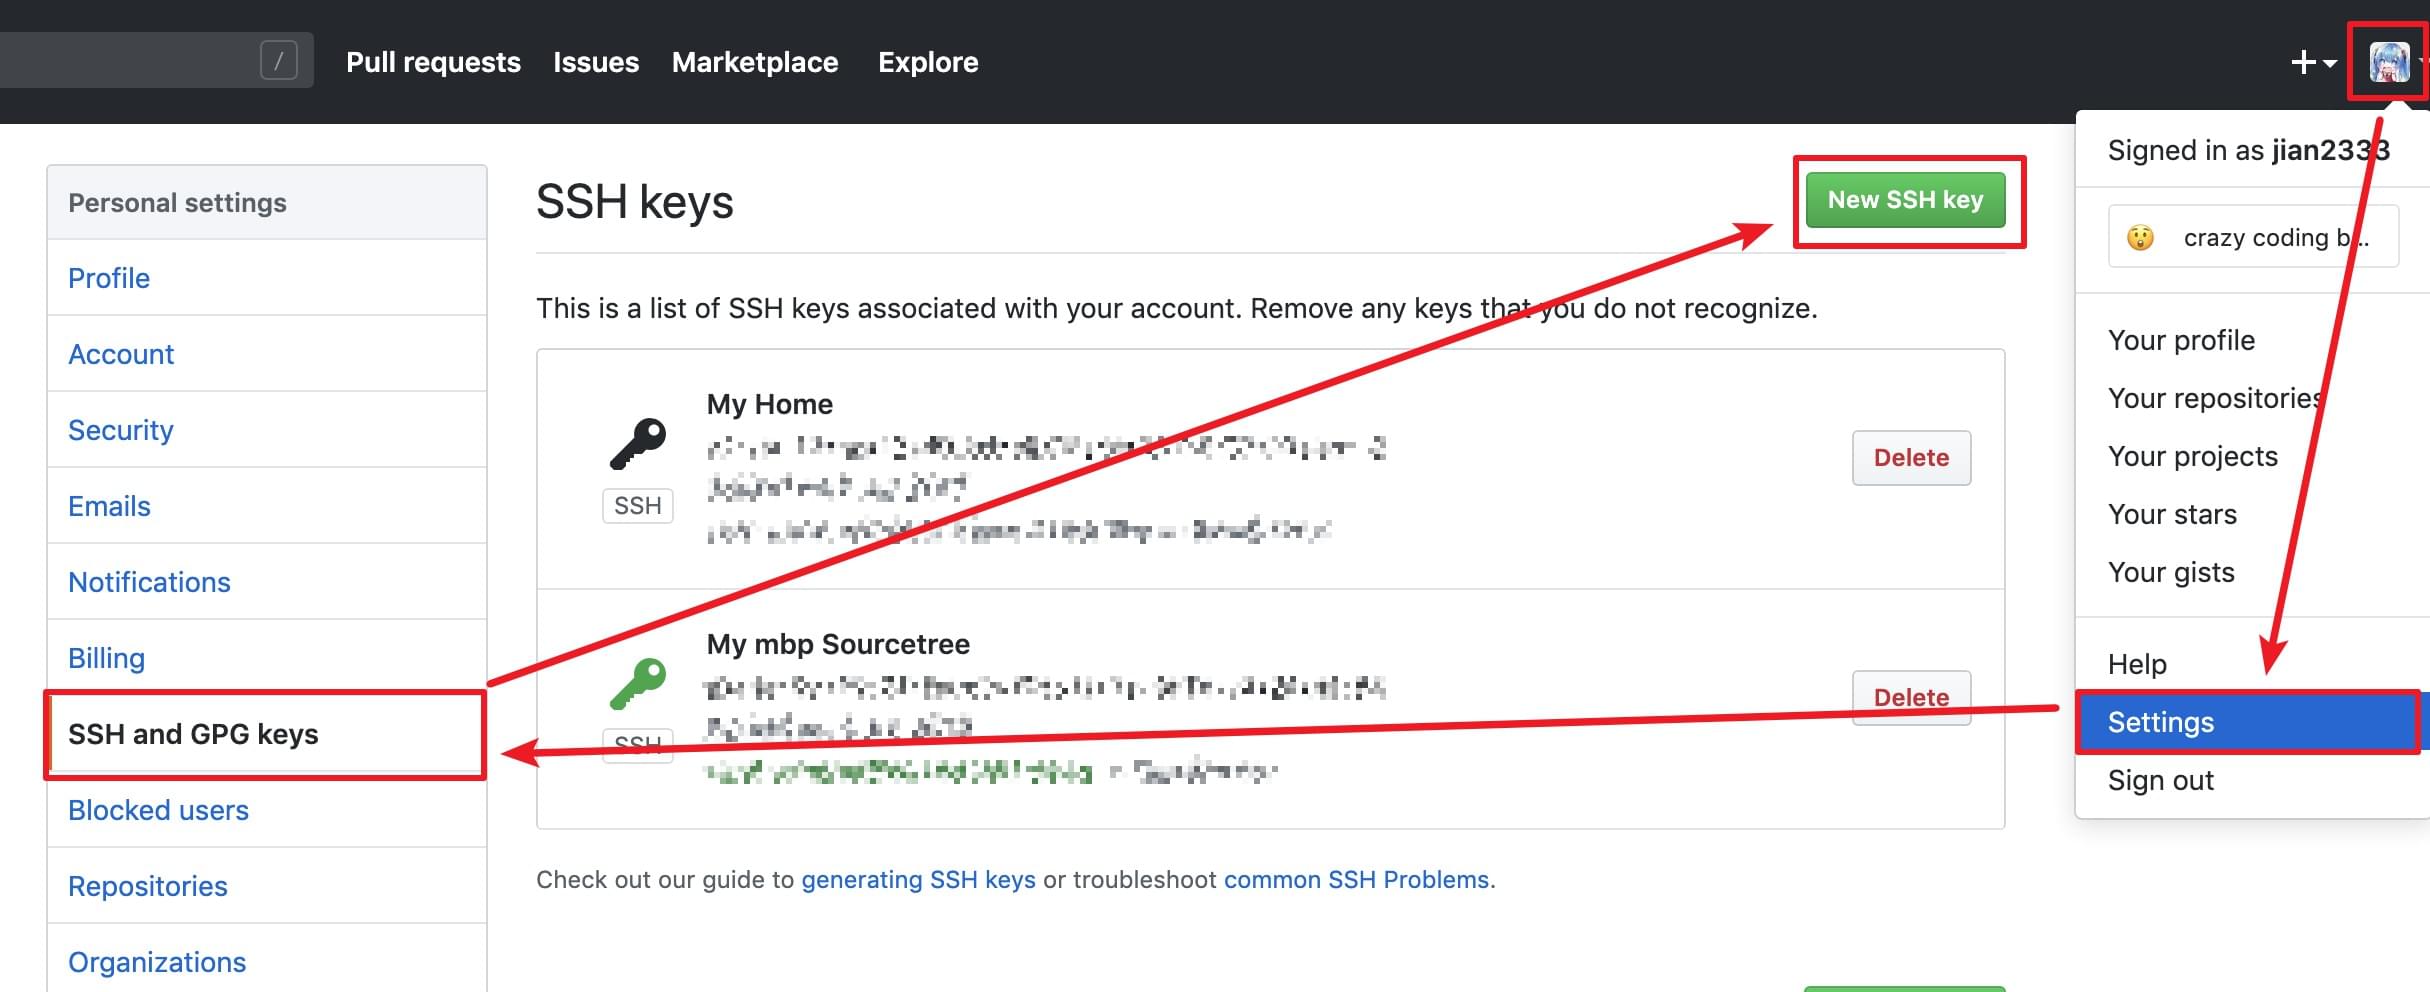 /
Pull requests Issues Marketplace Explore
Signed in as jian2333
crazy coding b...
Your profile
Your repositories
Your projects
Your stars
Your gists
Help
Settings
Sign out
Personal settings
Profile
Account
Security
Emails
Notifications
Billing
SSH and GPG keys
Blocked users
Repositories
Organizations
SSH keys
New SSH key
This is a list of SSH keys associated with your account. Remove any keys that you do not recognize.
My Home
SSH
Delete
My mbp Sourcetree
SSH
Delete
Check out our guide to generating SSH keys or troubleshoot common SSH Problems.